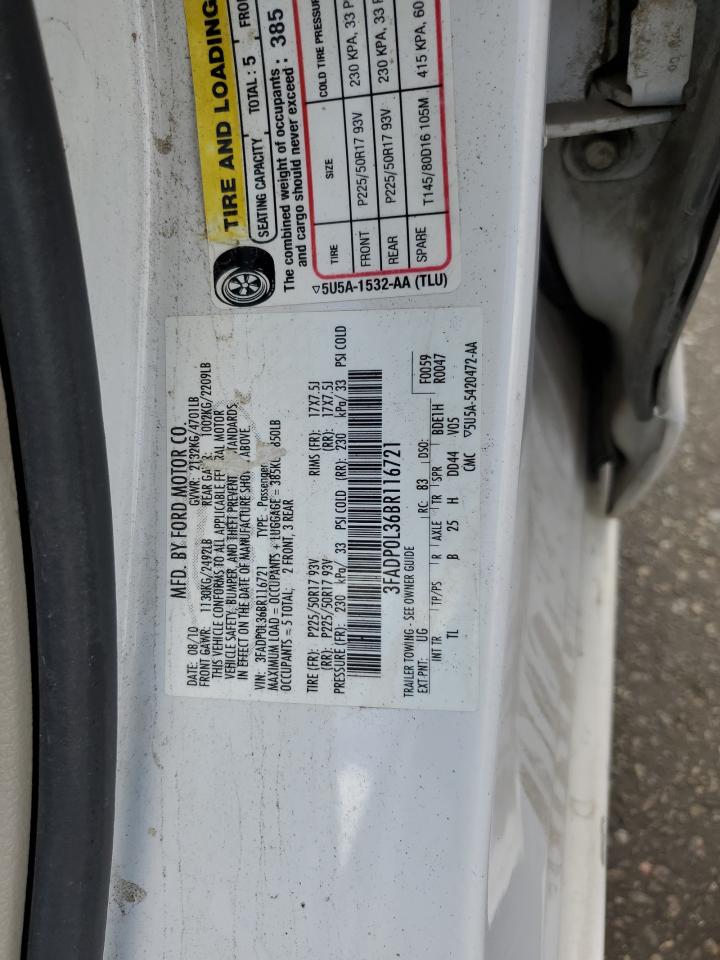 TIRE AND LOADING
SEATING CAPACITY TOTAL : 5
The combined weight of occupants : 385
and cargo should never exceed :
TIRE SIZE COLD TIRE PRESSURE
FRONT P225/50R17 93V 230 KPA, 33
REAR P225/50R17 93V 230 KPA, 33
SPARE T145/80D16 105M 415 KPA, 60
5U5A-1532-AA (TLU)
MFD. BY FORD MOTOR CO.
DATE: 08/10 GVWR: 2132KG/4701LB
FRONT GAWR: 1130KG/2492LB REAR 1002KG/2209LB
THIS VEHICLE CONFORMS TO ALL APPLICABLE MOTOR
VEHICLE SAFETY, BUMPER, AND THEFT PREVENT STANDARDS
IN EFFECT ON THE DATE OF MANUFACTURE ABOVE.
VIN: 3FADP0L36BR116721 TYPE: Passenger
MAXIMUM LOAD = OCCUPANTS + LUGGAGE = 385KG
OCCUPANTS = 5 TOTAL; 2 FRONT, 3 REAR
TIRE (FR): P225/50R17 93V RIMS (FR): 17X7.5J
(RR): P225/50R17 93V (RR): 17X7.5J
PRESSURE (FR): 230 kPa/ 33 PSI COLD (RR): 230 kPa/ 33 PSI COLD
3FADP0L36BR116721
TRAILER TOWING - SEE OWNER GUIDE F0059
EXT PNT: UG RC: 83 DSO: R0047
INT TR TP/PS R AXLE TR SPR BDE1H
TL B 25 H DD44 V05
CMC 5U5A-5420472-AA